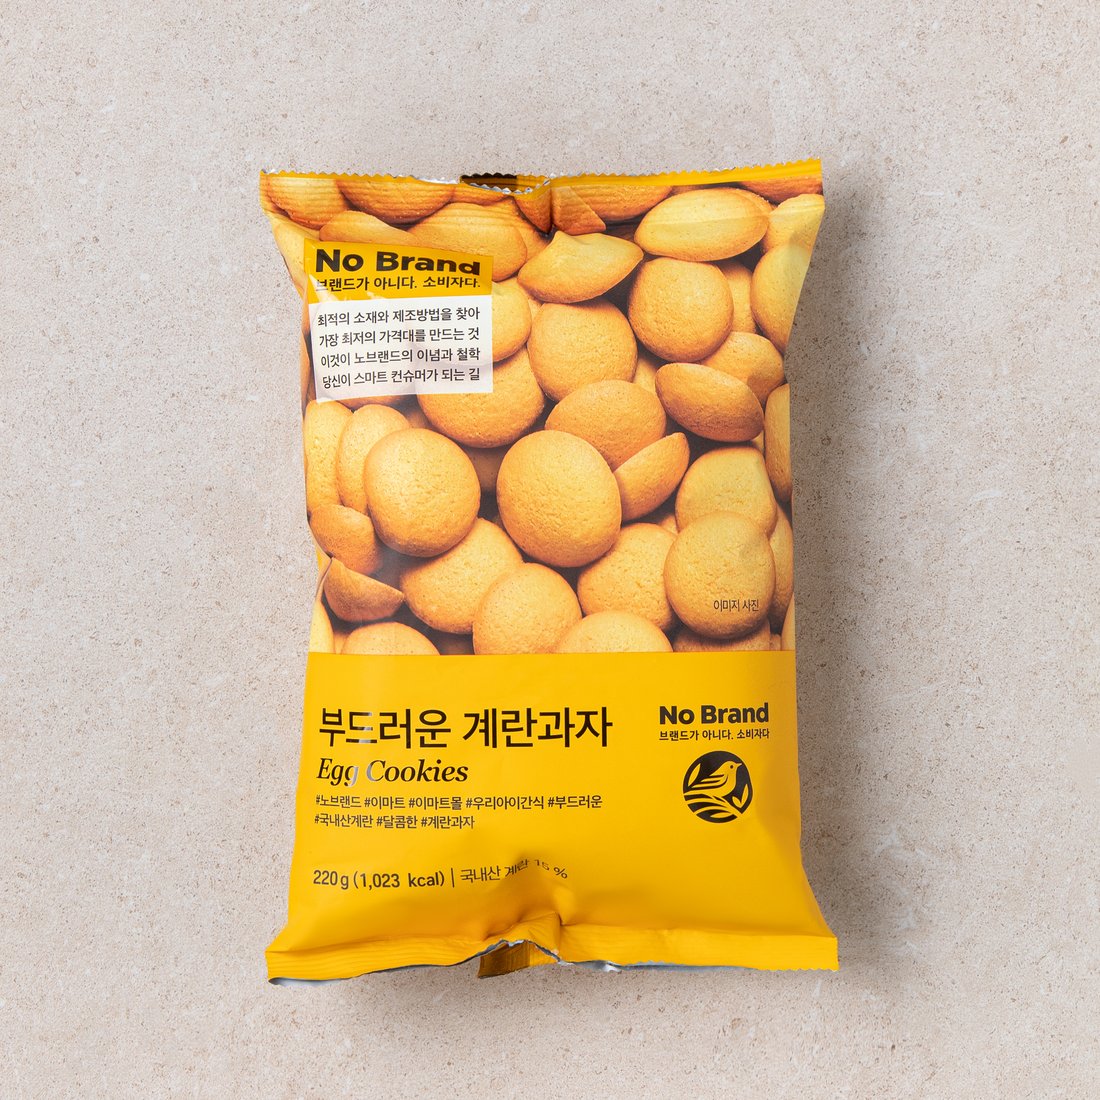 No Brand
브랜드가 아니다. 소비자다.
최적의 소재와 제조방법을 찾아
가장 최저의 가격대를 만드는 것
이것이 노브랜드의 이념과 철학
당신이 스마트 컨슈머가 되는 길
이미지 사진
부드러운 계란과자
Egg Cookies
#노브랜드 #이마트 #이마트몰 #우리아이간식 #부드러운
#국내산계란 #달콤한 #계란과자
220g (1,023 kcal) | 국내산 계란 15 %
No Brand
브랜드가 아니다. 소비자다